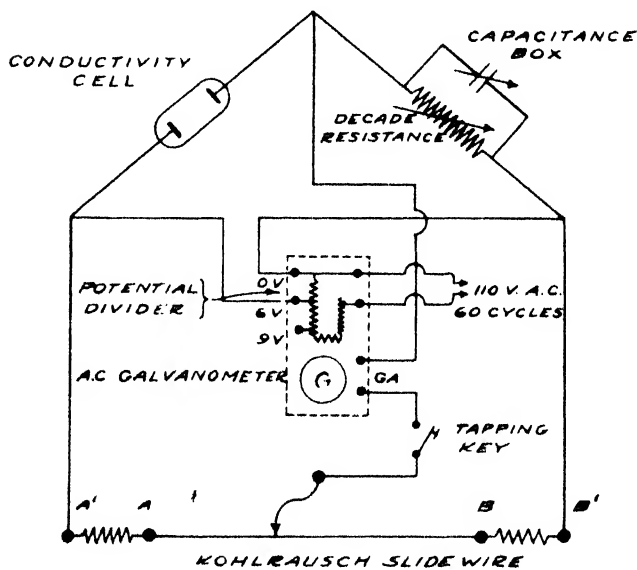 CAPACITANCE
BOX
CONDUCTIVITY
CELL
DECADE
RESISTANCE
POTENTIAL
DIVIDER
0V
6V
9V
110 V. A.C.
60 CYCLES
A.C GALVANOMETER
G
GA
TAPPING
KEY
A'
A
B
B'
KOHLRAUSCH SLIDEWIRE